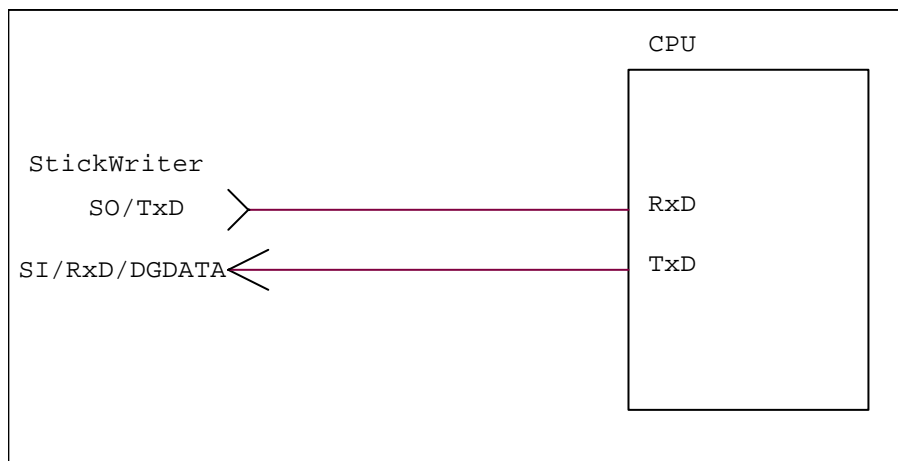 CPU
StickWriter
SO/TxD
RxD
SI/RxD/DGDATA
TxD